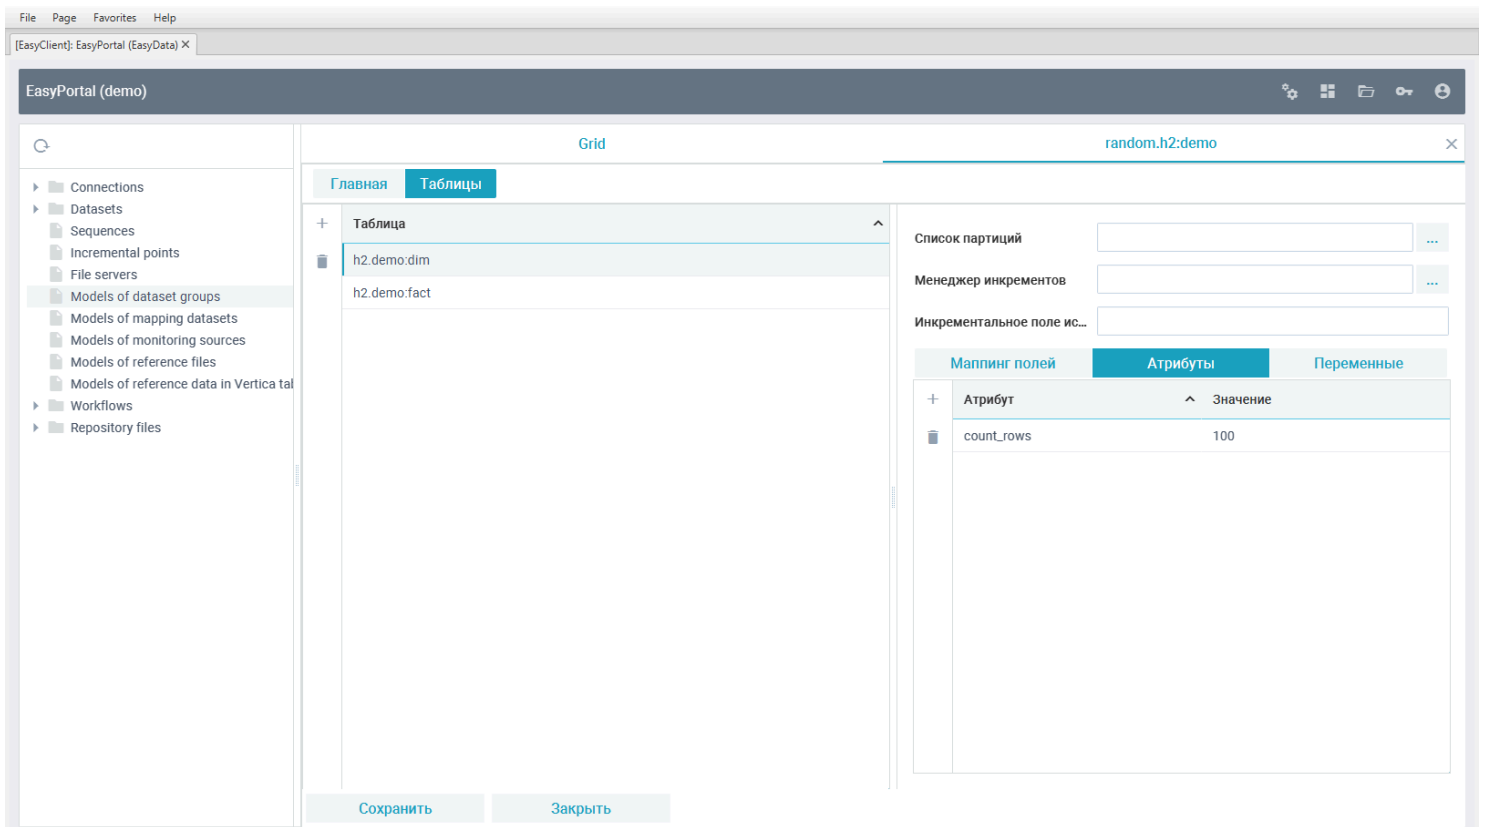 File Page Favorites Help
[EasyClient]: EasyPortal (EasyData) ×
EasyPortal (demo)
Connections
Datasets
Sequences
Incremental points
File servers
Models of dataset groups
Models of mapping datasets
Models of monitoring sources
Models of reference files
Models of reference data in Vertica tal
Workflows
Repository files
Grid
random.h2:demo
Главная Таблицы
Таблица
h2.demo:dim
h2.demo:fact
Список партиций ...
Менеджер инкрементов ...
Инкрементальное поле ис...
Маппинг полей Атрибуты Переменные
Атрибут Значение
count_rows 100
Сохранить Закрыть